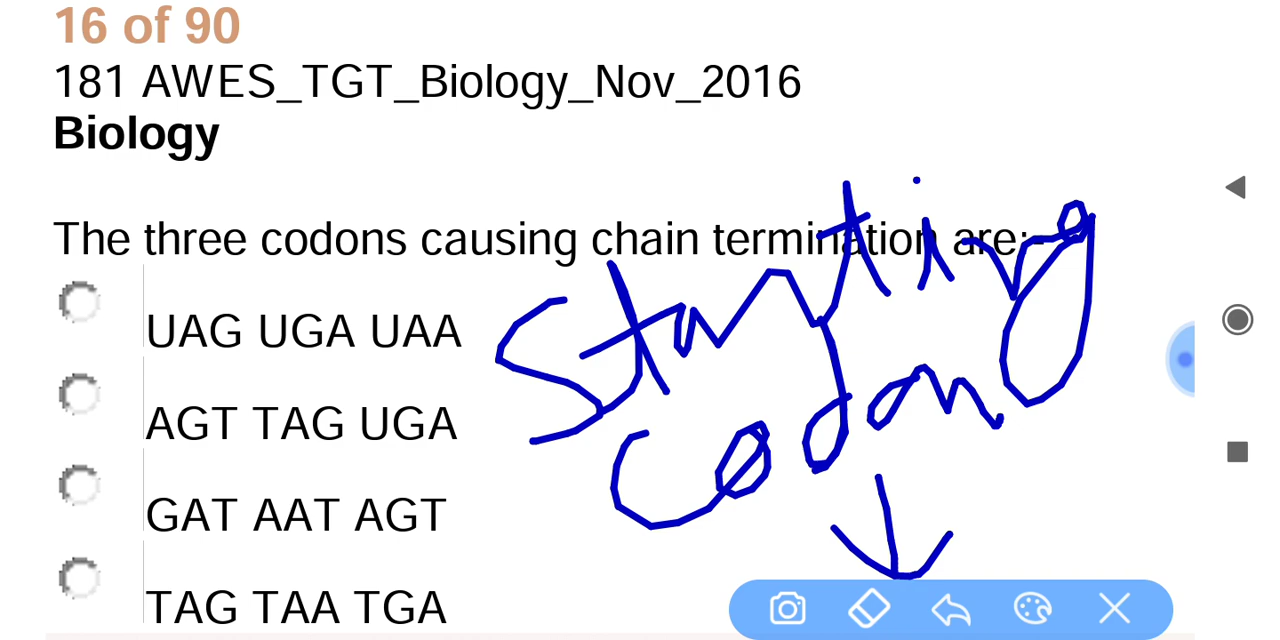 16 of 90
181 AWES_TGT_Biology_Nov_2016
Biology
The three codons causing chain termination are:-
UAG UGA UAA
AGT TAG UGA
GAT AAT AGT
TAG TAA TGA
Starting
Codon